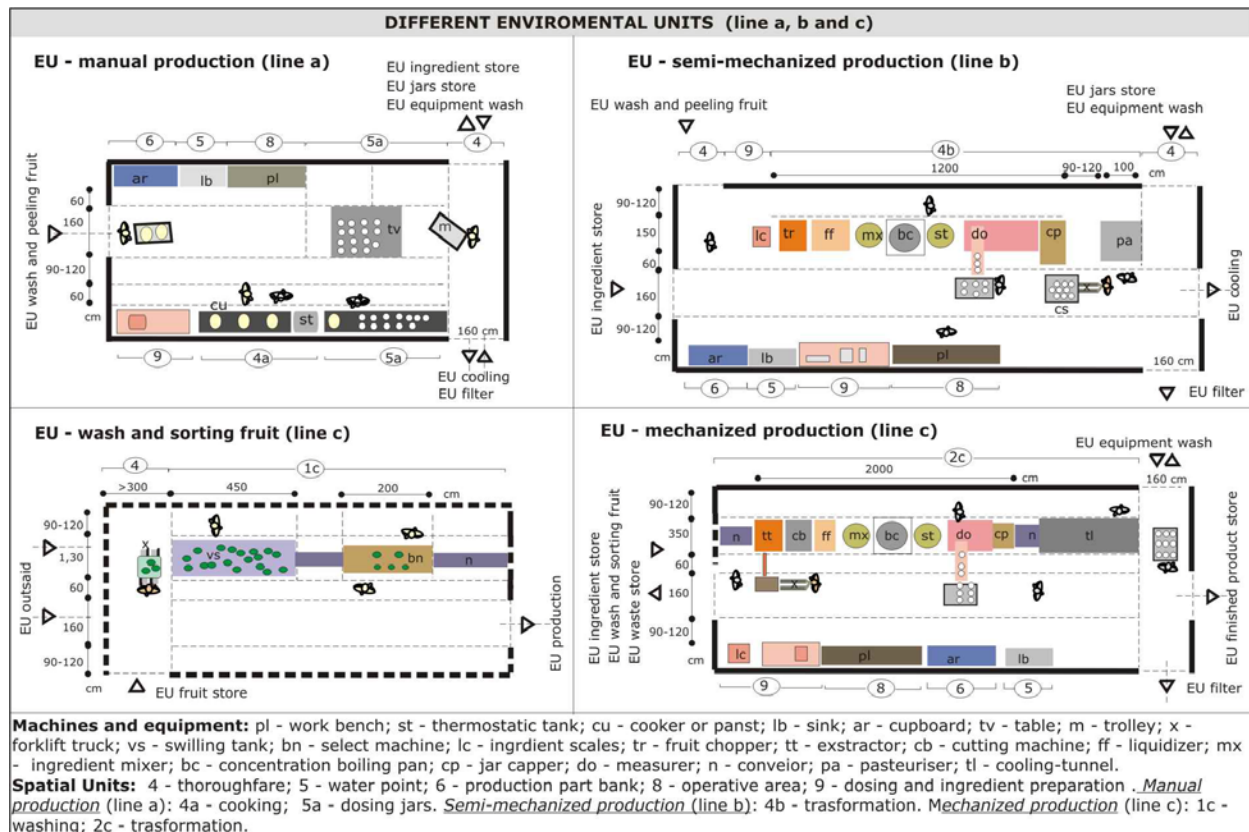 DIFFERENT ENVIROMENTAL UNITS (line a, b and c)
EU - manual production (line a)
EU ingredient store
EU jars store
EU equipment wash
6
5
8
5a
4
ar
lb
pl
tv
m
60
160
90-120
60
cm
EU wash and peeling fruit
cu
st
160 cm
9
4a
5a
EU cooling
EU filter
EU - semi-mechanized production (line b)
EU wash and peeling fruit
EU jars store
EU equipment wash
4
9
4b
4
1200
90-120
100
cm
90-120
150
60
160
90-120
cm
EU ingredient store
lc
tr
ff
mx
bc
st
do
cp
pa
cs
EU cooling
ar
lb
pl
160 cm
6
5
9
8
EU filter
EU - wash and sorting fruit (line c)
4
1c
>300
450
200
cm
90-120
1,30
60
160
90-120
cm
EU outsaid
x
vs
bn
n
EU production
EU fruit store
EU - mechanized production (line c)
EU equipment wash
2c
2000
160 cm
90-120
350
60
160
90-120
cm
EU ingredient store
EU wash and sorting fruit
EU waste store
n
tt
cb
ff
mx
bc
st
do
cp
n
tl
x
EU finished product store
lc
pl
ar
lb
9
8
6
5
EU filter
Machines and equipment: pl - work bench; st - thermostatic tank; cu - cooker or panst; lb - sink; ar - cupboard; tv - table; m - trolley; x -
forklift truck; vs - swilling tank; bn - select machine; lc - ingrdient scales; tr - fruit chopper; tt - exstractor; cb - cutting machine; ff - liquidizer; mx
- ingredient mixer; bc - concentration boiling pan; cp - jar capper; do - measurer; n - conveior; pa - pasteuriser; tl - cooling-tunnel.
Spatial Units: 4 - thoroughfare; 5 - water point; 6 - production part bank; 8 - operative area; 9 - dosing and ingredient preparation . Manual
production (line a): 4a - cooking; 5a - dosing jars. Semi-mechanized production (line b): 4b - trasformation. Mechanized production (line c): 1c -
washing; 2c - trasformation.